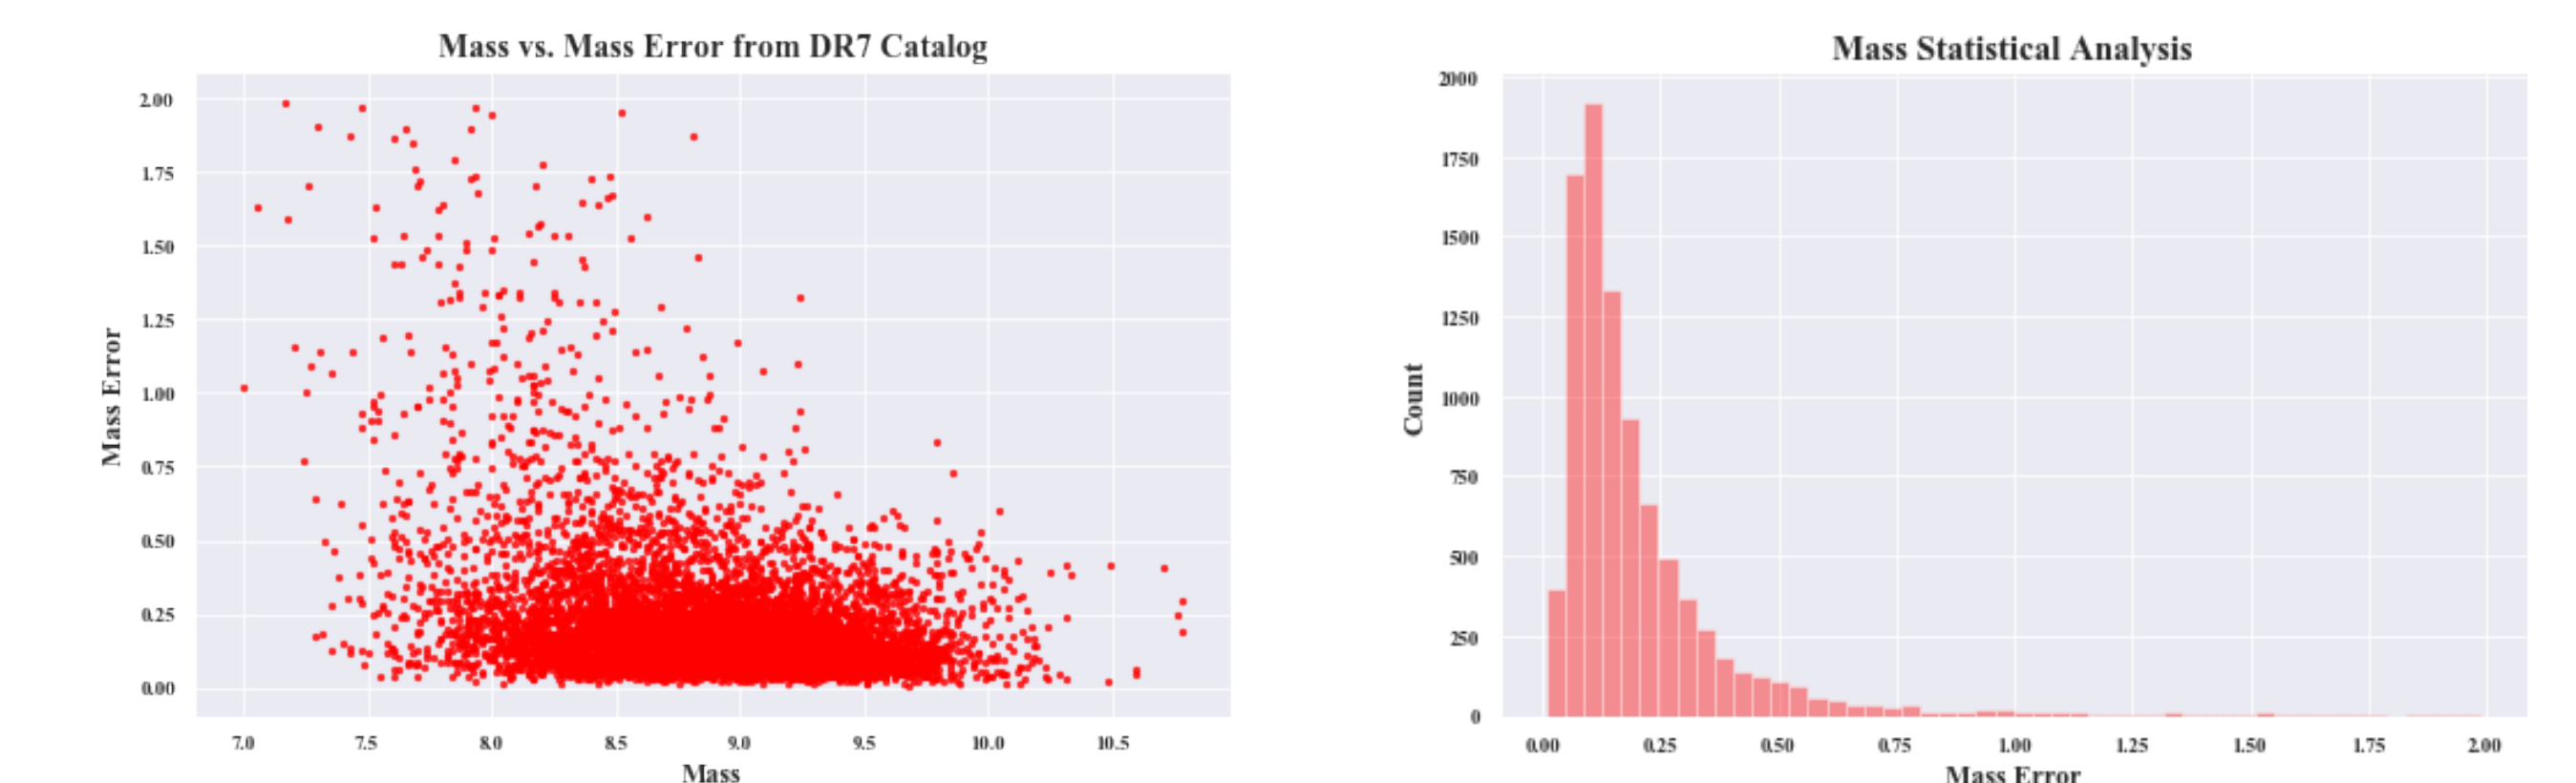 Mass vs. Mass Error from DR7 Catalog
Mass Error
2.00
1.75
1.50
1.25
1.00
0.75
0.50
0.25
0.00
7.0 7.5 8.0 8.5 9.0 9.5 10.0 10.5
Mass
Mass Statistical Analysis
Count
2000
1750
1500
1250
1000
750
500
250
0
0.00 0.25 0.50 0.75 1.00 1.25 1.50 1.75 2.00
Mass Error